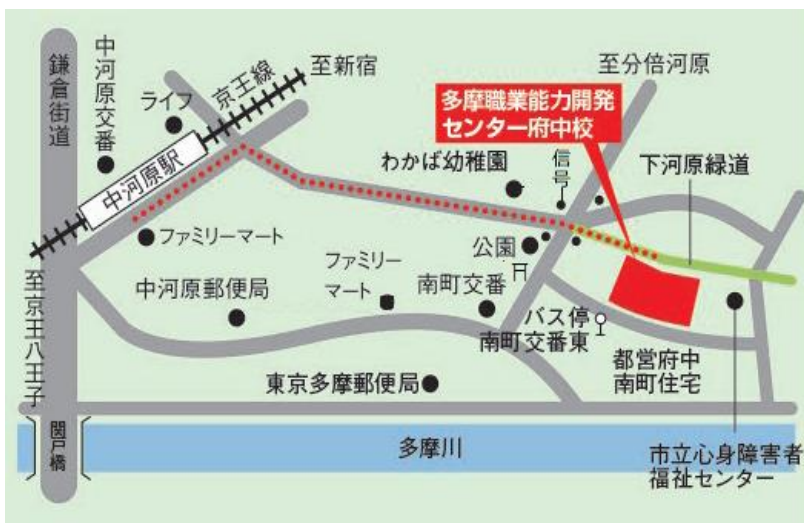 鎌倉街道
中河原交番
ライフ
京王線
至新宿
中河原駅
ファミリーマート
至京王八王子
関戸橋
中河原郵便局
ファミリー
マート
南町交番
東京多摩郵便局
多摩川
わかば幼稚園
信号
公園
至分倍河原
多摩職業能力開発
センター府中校
下河原緑道
バス停
南町交番東
都営府中
南町住宅
市立心身障害者
福祉センター